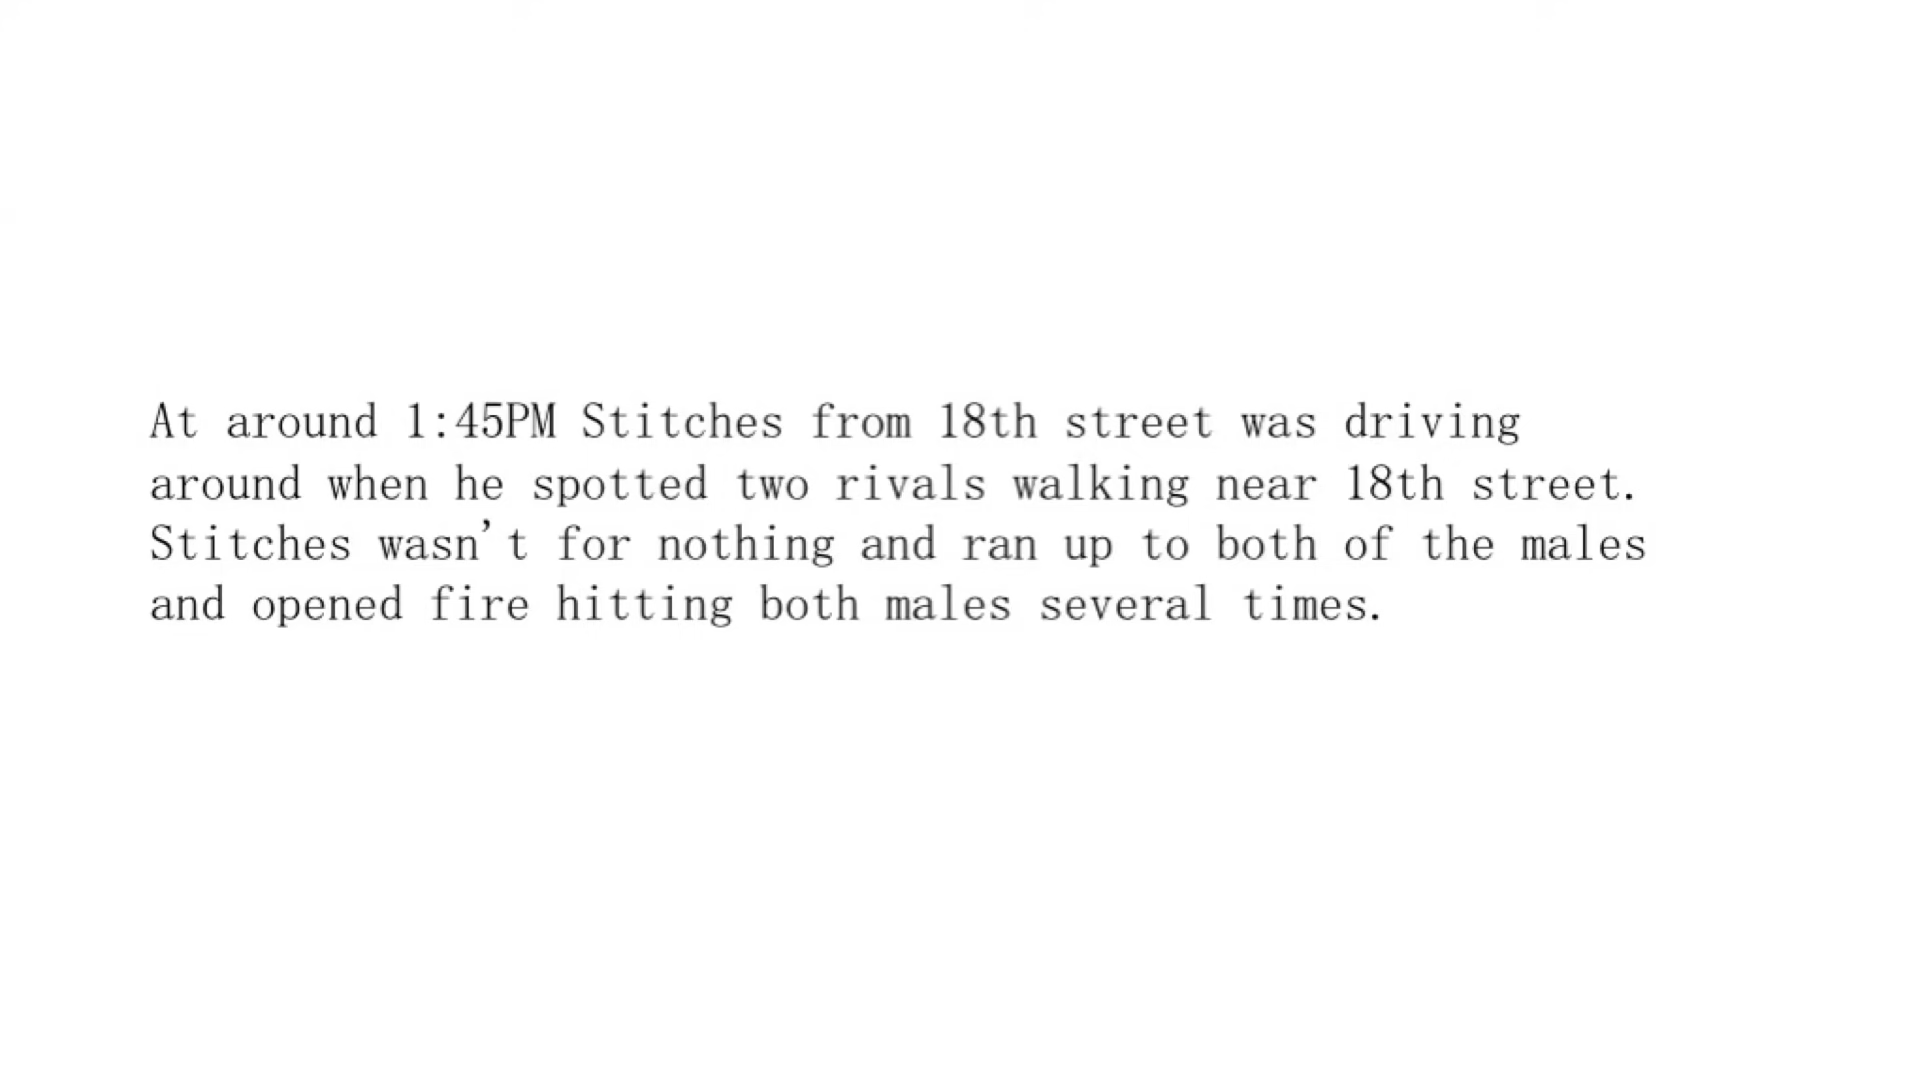 At around 1:45PM Stitches from 18th street was driving
around when he spotted two rivals walking near 18th street.
Stitches wasn't for nothing and ran up to both of the males
and opened fire hitting both males several times.